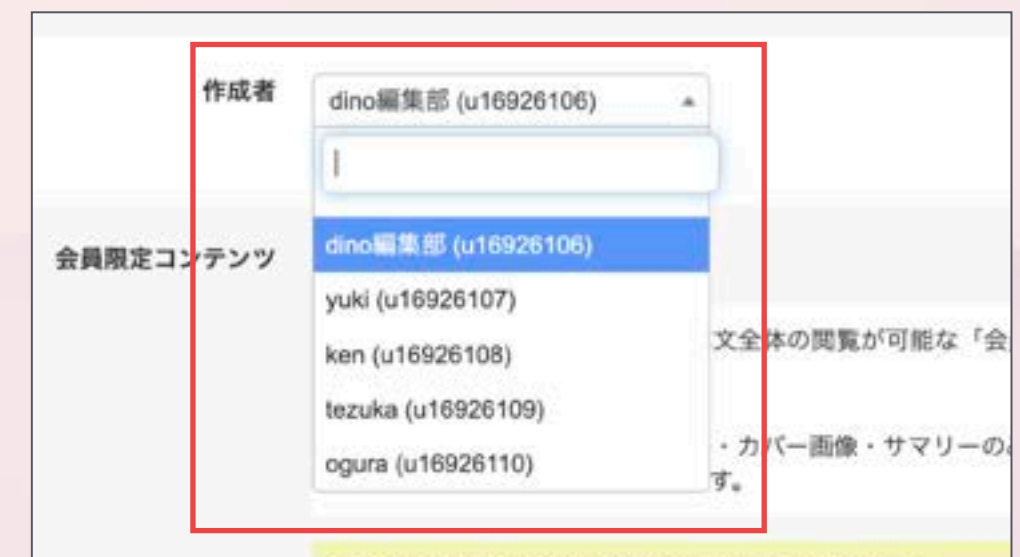 作成者
dino編集部 (u16926106)
dino編集部 (u16926106)
会員限定コンテンツ
yuki (u16926107)
ken (u16926108)
文全体の閲覧が可能な「会
tezuka (u16926109)
・カバー画像・サマリーの
ogura (u16926110)
す。